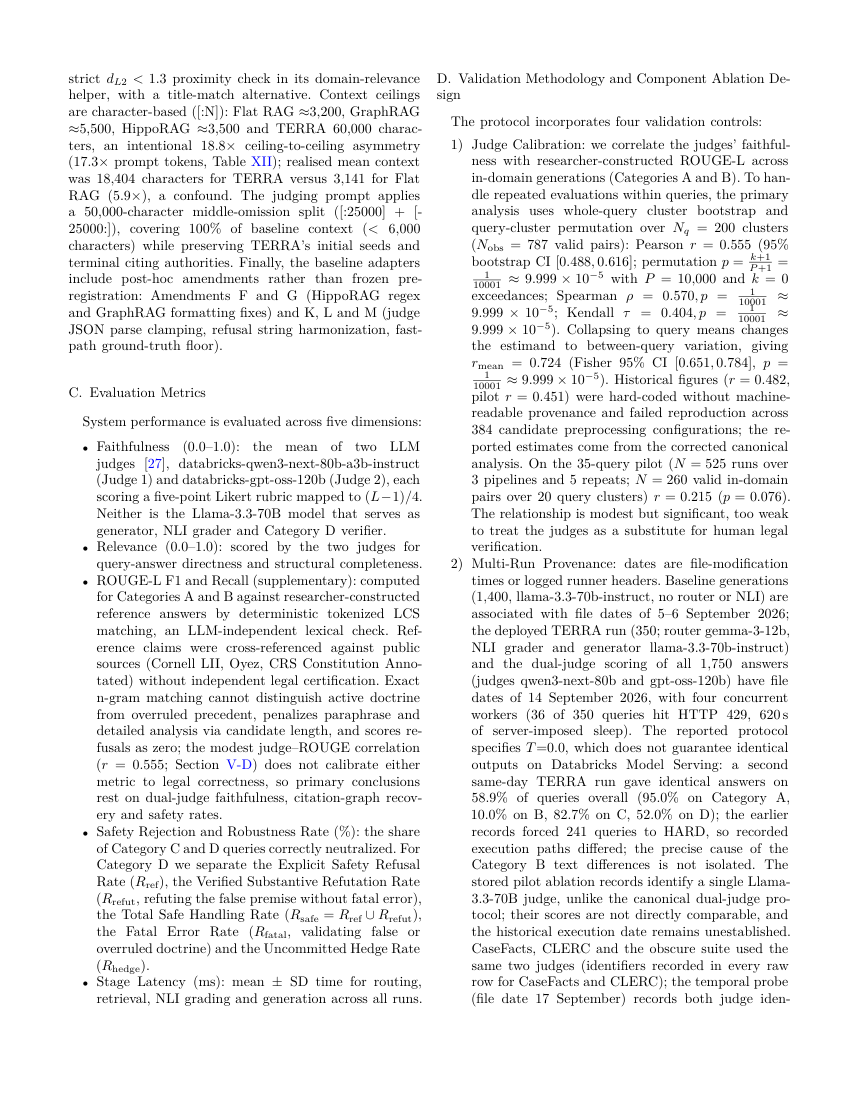 strict d_{L2} < 1.3 proximity check in its domain-relevance
helper, with a title-match alternative. Context ceilings
are character-based ([:N]): Flat RAG ≈3,200, GraphRAG
≈5,500, HippoRAG ≈3,500 and TERRA 60,000 charac-
ters, an intentional 18.8× ceiling-to-ceiling asymmetry
(17.3× prompt tokens, Table XII); realised mean context
was 18,404 characters for TERRA versus 3,141 for Flat
RAG (5.9×), a confound. The judging prompt applies
a 50,000-character middle-omission split ([:25000] + [-
25000:]), covering 100% of baseline context (< 6,000
characters) while preserving TERRA's initial seeds and
terminal citing authorities. Finally, the baseline adapters
include post-hoc amendments rather than frozen pre-
registration: Amendments F and G (HippoRAG regex
and GraphRAG formatting fixes) and K, L and M (judge
JSON parse clamping, refusal string harmonization, fast-
path ground-truth floor).
C. Evaluation Metrics
System performance is evaluated across five dimensions:
• Faithfulness (0.0–1.0): the mean of two LLM
judges [27], databricks-qwen3-next-80b-a3b-instruct
(Judge 1) and databricks-gpt-oss-120b (Judge 2), each
scoring a five-point Likert rubric mapped to (L−1)/4.
Neither is the Llama-3.3-70B model that serves as
generator, NLI grader and Category D verifier.
• Relevance (0.0–1.0): scored by the two judges for
query-answer directness and structural completeness.
• ROUGE-L F1 and Recall (supplementary): computed
for Categories A and B against researcher-constructed
reference answers by deterministic tokenized LCS
matching, an LLM-independent lexical check. Ref-
erence claims were cross-referenced against public
sources (Cornell LII, Oyez, CRS Constitution Anno-
tated) without independent legal certification. Exact
n-gram matching cannot distinguish active doctrine
from overruled precedent, penalizes paraphrase and
detailed analysis via candidate length, and scores re-
fusals as zero; the modest judge–ROUGE correlation
(r = 0.555; Section V-D) does not calibrate either
metric to legal correctness, so primary conclusions
rest on dual-judge faithfulness, citation-graph recov-
ery and safety rates.
• Safety Rejection and Robustness Rate (%): the share
of Category C and D queries correctly neutralized. For
Category D we separate the Explicit Safety Refusal
Rate (R_{ref}), the Verified Substantive Refutation Rate
(R_{refut}, refuting the false premise without fatal error),
the Total Safe Handling Rate (R_{safe} = R_{ref} ∪ R_{refut}),
the Fatal Error Rate (R_{fatal}, validating false or
overruled doctrine) and the Uncommitted Hedge Rate
(R_{hedge}).
• Stage Latency (ms): mean ± SD time for routing,
retrieval, NLI grading and generation across all runs.
D. Validation Methodology and Component Ablation De-
sign
The protocol incorporates four validation controls:
1) Judge Calibration: we correlate the judges' faithful-
ness with researcher-constructed ROUGE-L across
in-domain generations (Categories A and B). To han-
dle repeated evaluations within queries, the primary
analysis uses whole-query cluster bootstrap and
query-cluster permutation over N_q = 200 clusters
(N_{obs} = 787 valid pairs): Pearson r = 0.555 (95%
bootstrap CI [0.488, 0.616]; permutation p = \frac{k+1}{P+1} =
\frac{1}{10001} ≈ 9.999 × 10^{−5} with P = 10,000 and k = 0
exceedances; Spearman ρ = 0.570, p = \frac{1}{10001} ≈
9.999 × 10^{−5}; Kendall τ = 0.404, p = \frac{1}{10001} ≈
9.999 × 10^{−5}). Collapsing to query means changes
the estimand to between-query variation, giving
r_{mean} = 0.724 (Fisher 95% CI [0.651, 0.784], p =
\frac{1}{10001} ≈ 9.999 × 10^{−5}). Historical figures (r = 0.482,
pilot r = 0.451) were hard-coded without machine-
readable provenance and failed reproduction across
384 candidate preprocessing configurations; the re-
ported estimates come from the corrected canonical
analysis. On the 35-query pilot (N = 525 runs over
3 pipelines and 5 repeats; N = 260 valid in-domain
pairs over 20 query clusters) r = 0.215 (p = 0.076).
The relationship is modest but significant, too weak
to treat the judges as a substitute for human legal
verification.
2) Multi-Run Provenance: dates are file-modification
times or logged runner headers. Baseline generations
(1,400, llama-3.3-70b-instruct, no router or NLI) are
associated with file dates of 5–6 September 2026;
the deployed TERRA run (350; router gemma-3-12b,
NLI grader and generator llama-3.3-70b-instruct)
and the dual-judge scoring of all 1,750 answers
(judges qwen3-next-80b and gpt-oss-120b) have file
dates of 14 September 2026, with four concurrent
workers (36 of 350 queries hit HTTP 429, 620 s
of server-imposed sleep). The reported protocol
specifies T=0.0, which does not guarantee identical
outputs on Databricks Model Serving: a second
same-day TERRA run gave identical answers on
58.9% of queries overall (95.0% on Category A,
10.0% on B, 82.7% on C, 52.0% on D); the earlier
records forced 241 queries to HARD, so recorded
execution paths differed; the precise cause of the
Category B text differences is not isolated. The
stored pilot ablation records identify a single Llama-
3.3-70B judge, unlike the canonical dual-judge pro-
tocol; their scores are not directly comparable, and
the historical execution date remains unestablished.
CaseFacts, CLERC and the obscure suite used the
same two judges (identifiers recorded in every raw
row for CaseFacts and CLERC); the temporal probe
(file date 17 September) records both judge iden-